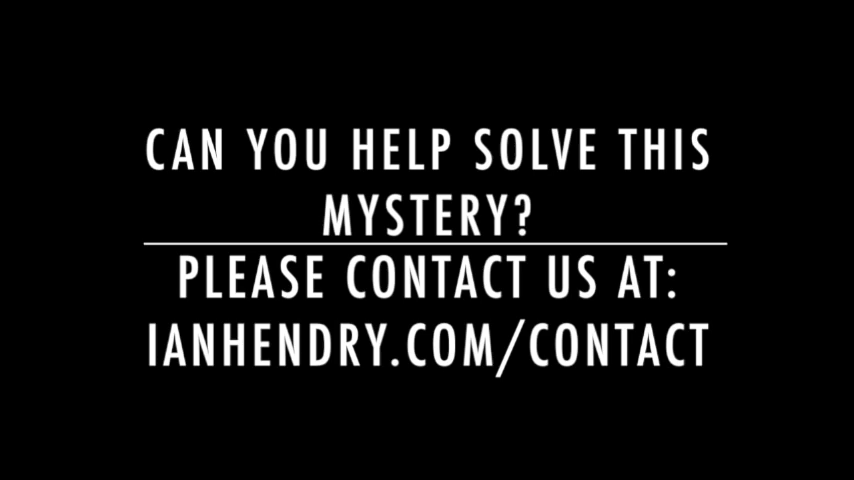 CAN YOU HELP SOLVE THIS
MYSTERY?
PLEASE CONTACT US AT:
IANHENDRY.COM/CONTACT